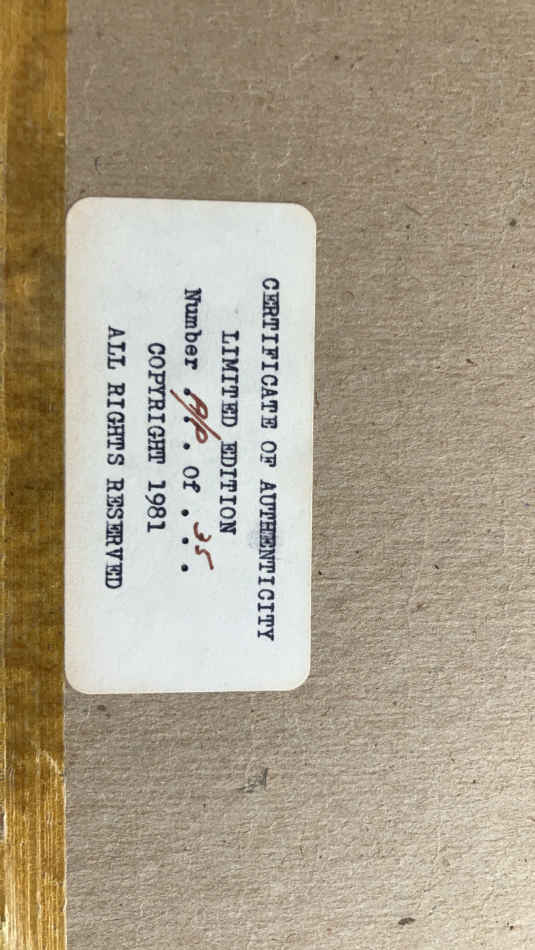 CERTIFICATE OF AUTHENTICITY
LIMITED EDITION
Number .A/P. . of . 35 . .
COPYRIGHT 1981
ALL RIGHTS RESERVED